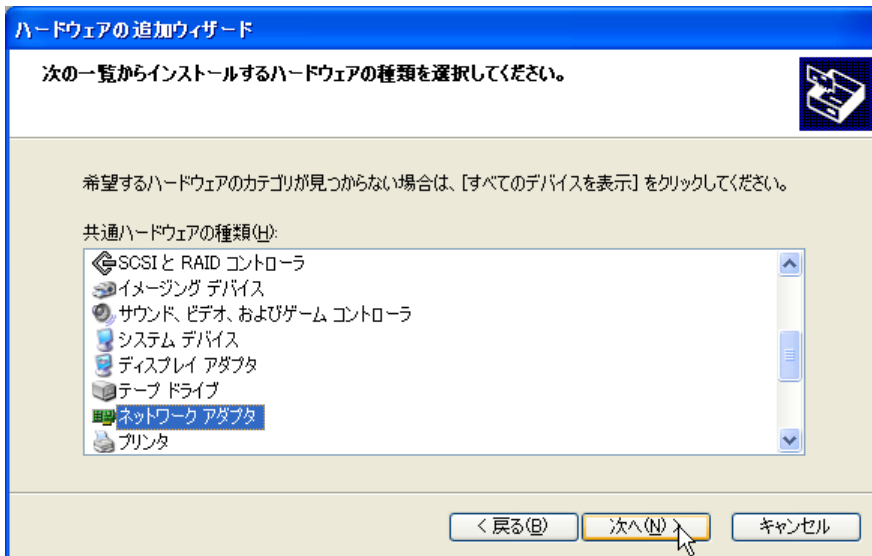 ハードウェアの追加ウィザード
次の一覧からインストールするハードウェアの種類を選択してください。
希望するハードウェアのカテゴリが見つからない場合は、[すべてのデバイスを表示] をクリックしてください。
共通ハードウェアの種類(H):
SCSI と RAID コントローラ
イメージング デバイス
サウンド、ビデオ、およびゲーム コントローラ
システム デバイス
ディスプレイ アダプタ
テープ ドライブ
ネットワーク アダプタ
プリンタ
< 戻る(B) 次へ(N) > キャンセル